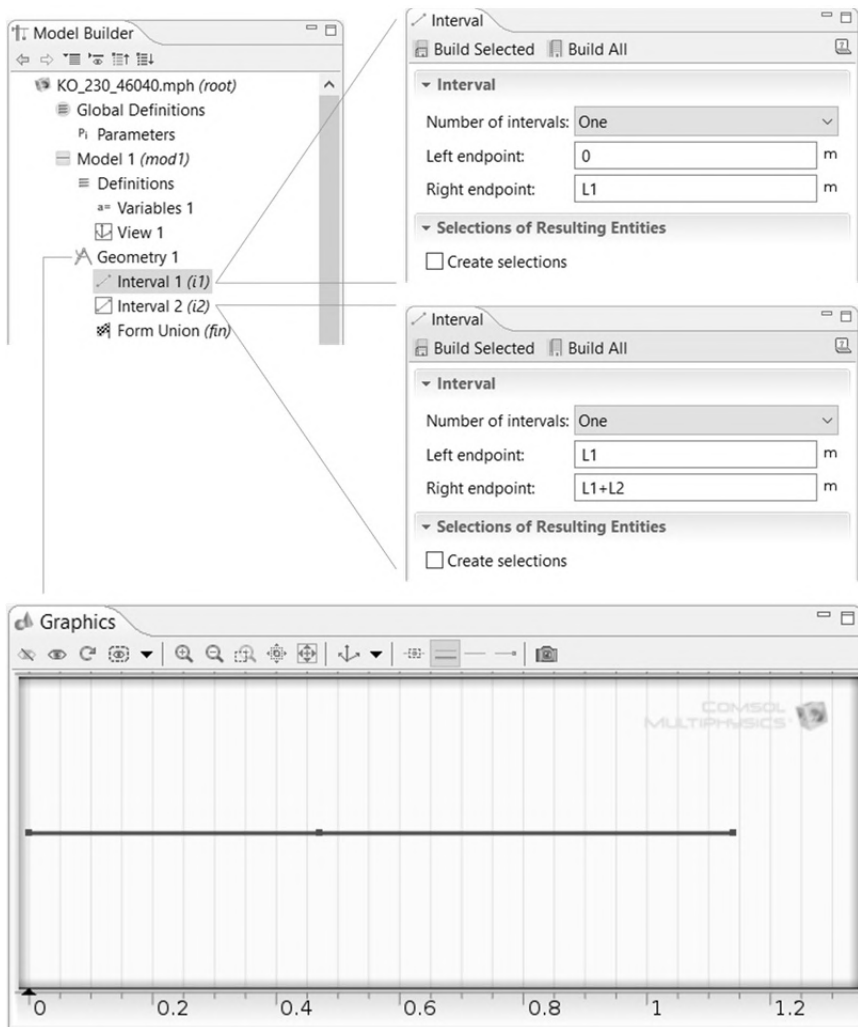 Model Builder
KO_230_46040.mph (root)
Global Definitions
Pi Parameters
Model 1 (mod1)
Definitions
a= Variables 1
View 1
Geometry 1
Interval 1 (i1)
Interval 2 (i2)
Form Union (fin)
Interval
Build Selected Build All
Interval
Number of intervals: One
Left endpoint: 0 m
Right endpoint: L1 m
Selections of Resulting Entities
Create selections
Interval
Build Selected Build All
Interval
Number of intervals: One
Left endpoint: L1 m
Right endpoint: L1+L2 m
Selections of Resulting Entities
Create selections
Graphics
COMSOL
MULTIPHYSICS
0 0.2 0.4 0.6 0.8 1 1.2